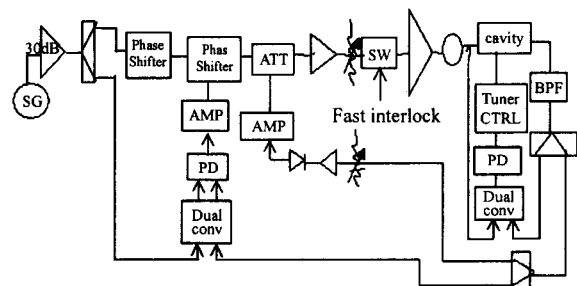 30dB
SG
Phase
Shifter
Phas
Shifter
ATT
SW
cavity
BPF
Fast interlock
AMP
AMP
Tuner
CTRL
PD
PD
Dual
conv
Dual
conv